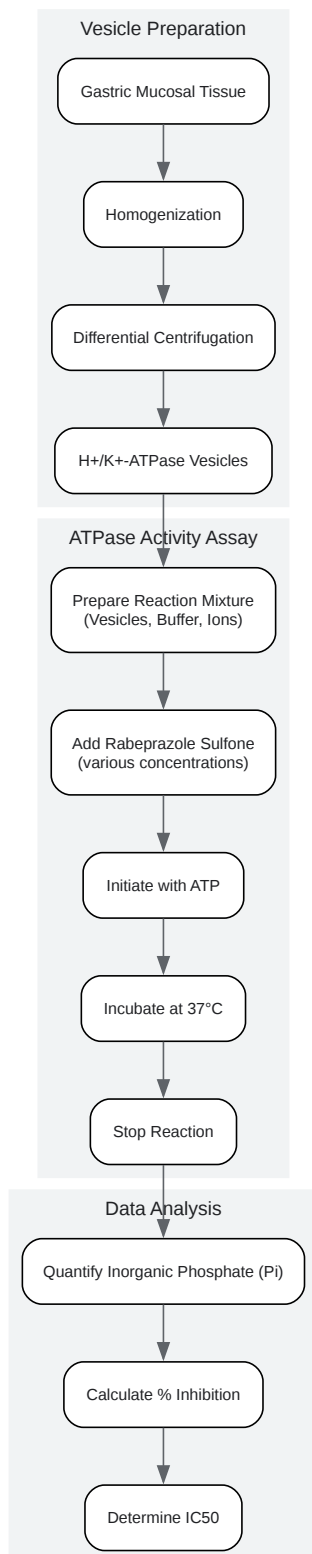 Vesicle Preparation
Gastric Mucosal Tissue
Homogenization
Differential Centrifugation
H+/K+-ATPase Vesicles
ATPase Activity Assay
Prepare Reaction Mixture
(Vesicles, Buffer, Ions)
Add Rabeprazole Sulfone
(various concentrations)
Initiate with ATP
Incubate at 37°C
Stop Reaction
Data Analysis
Quantify Inorganic Phosphate (Pi)
Calculate % Inhibition
Determine IC50